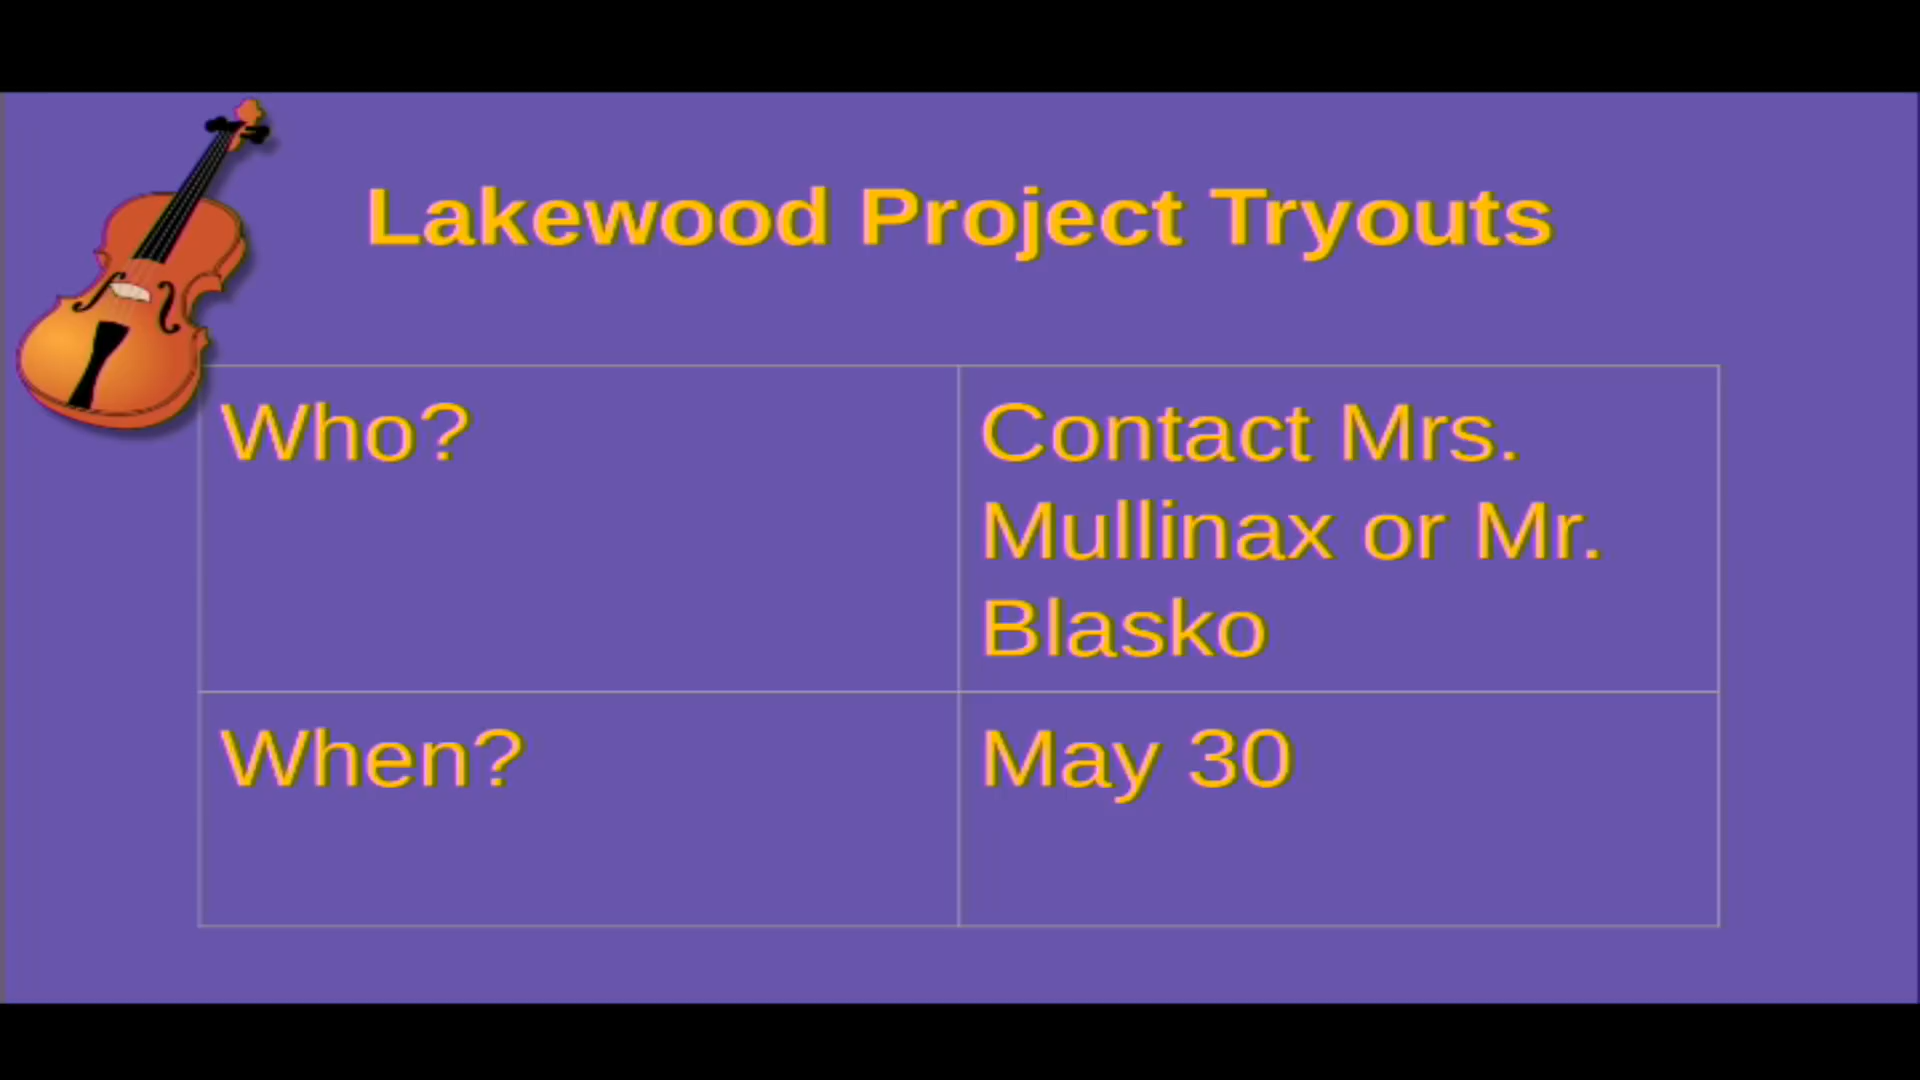 Lakewood Project Tryouts
Who?
Contact Mrs.
Mullinax or Mr.
Blasko
When?
May 30